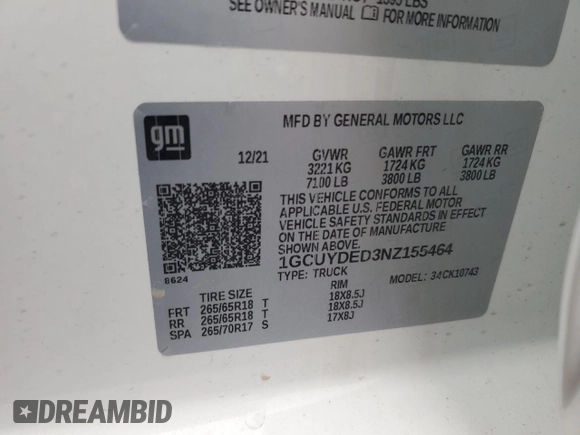 1895 LBS
SEE OWNER'S MANUAL FOR MORE INFORMATION
gm
MFD BY GENERAL MOTORS LLC
12/21 GVWR GAWR FRT GAWR RR
3221 KG 1724 KG 1724 KG
7100 LB 3800 LB 3800 LB
THIS VEHICLE CONFORMS TO ALL
APPLICABLE U.S. FEDERAL MOTOR
VEHICLE SAFETY STANDARDS IN EFFECT
ON THE DATE OF MANUFACTURE
SHOWN ABOVE.
1GCUYDED3NZ155464
TYPE: TRUCK MODEL: 34CK10743
8624
TIRE SIZE RIM
FRT 265/65R18 T 18X8.5J
RR 265/65R18 T 18X8.5J
SPA 265/70R17 S 17X8J
DREAMBID